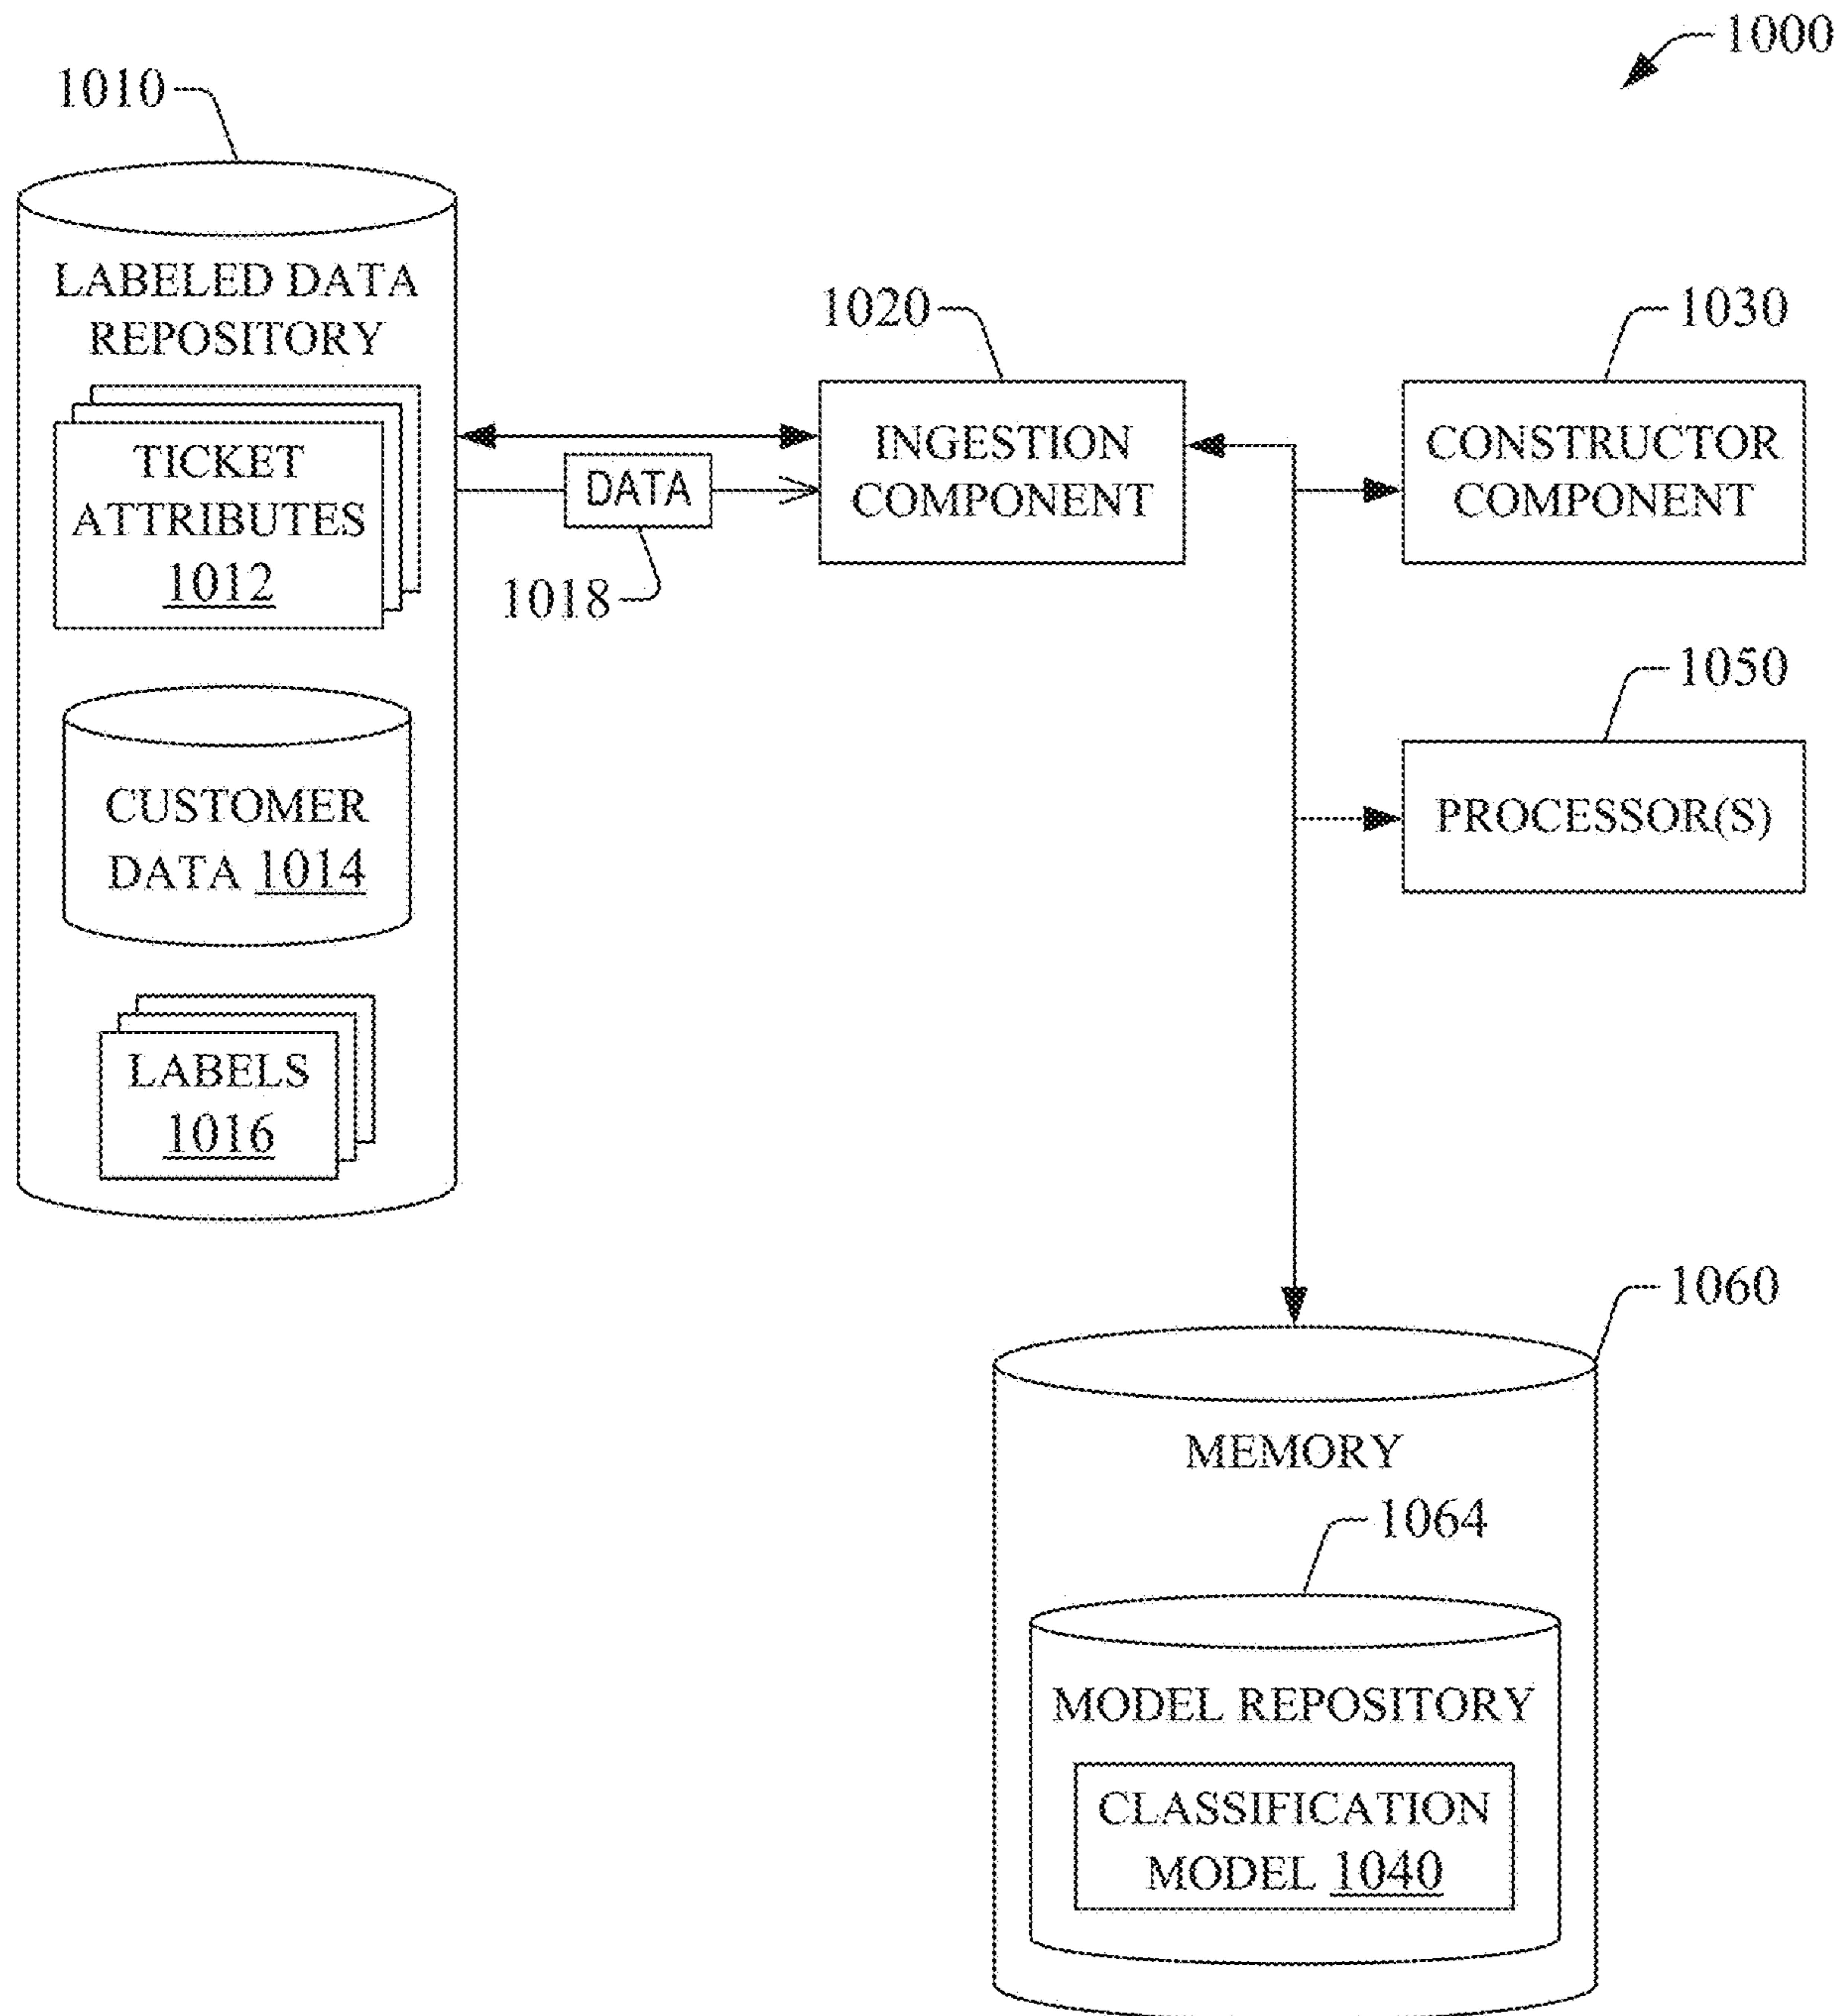 1000
1010
LABELED DATA
REPOSITORY
TICKET
ATTRIBUTES
1012
CUSTOMER
DATA 1014
LABELS
1016
DATA
1018
1020
INGESTION
COMPONENT
1030
CONSTRUCTOR
COMPONENT
1050
PROCESSOR(S)
1060
MEMORY
1064
MODEL REPOSITORY
CLASSIFICATION
MODEL 1040